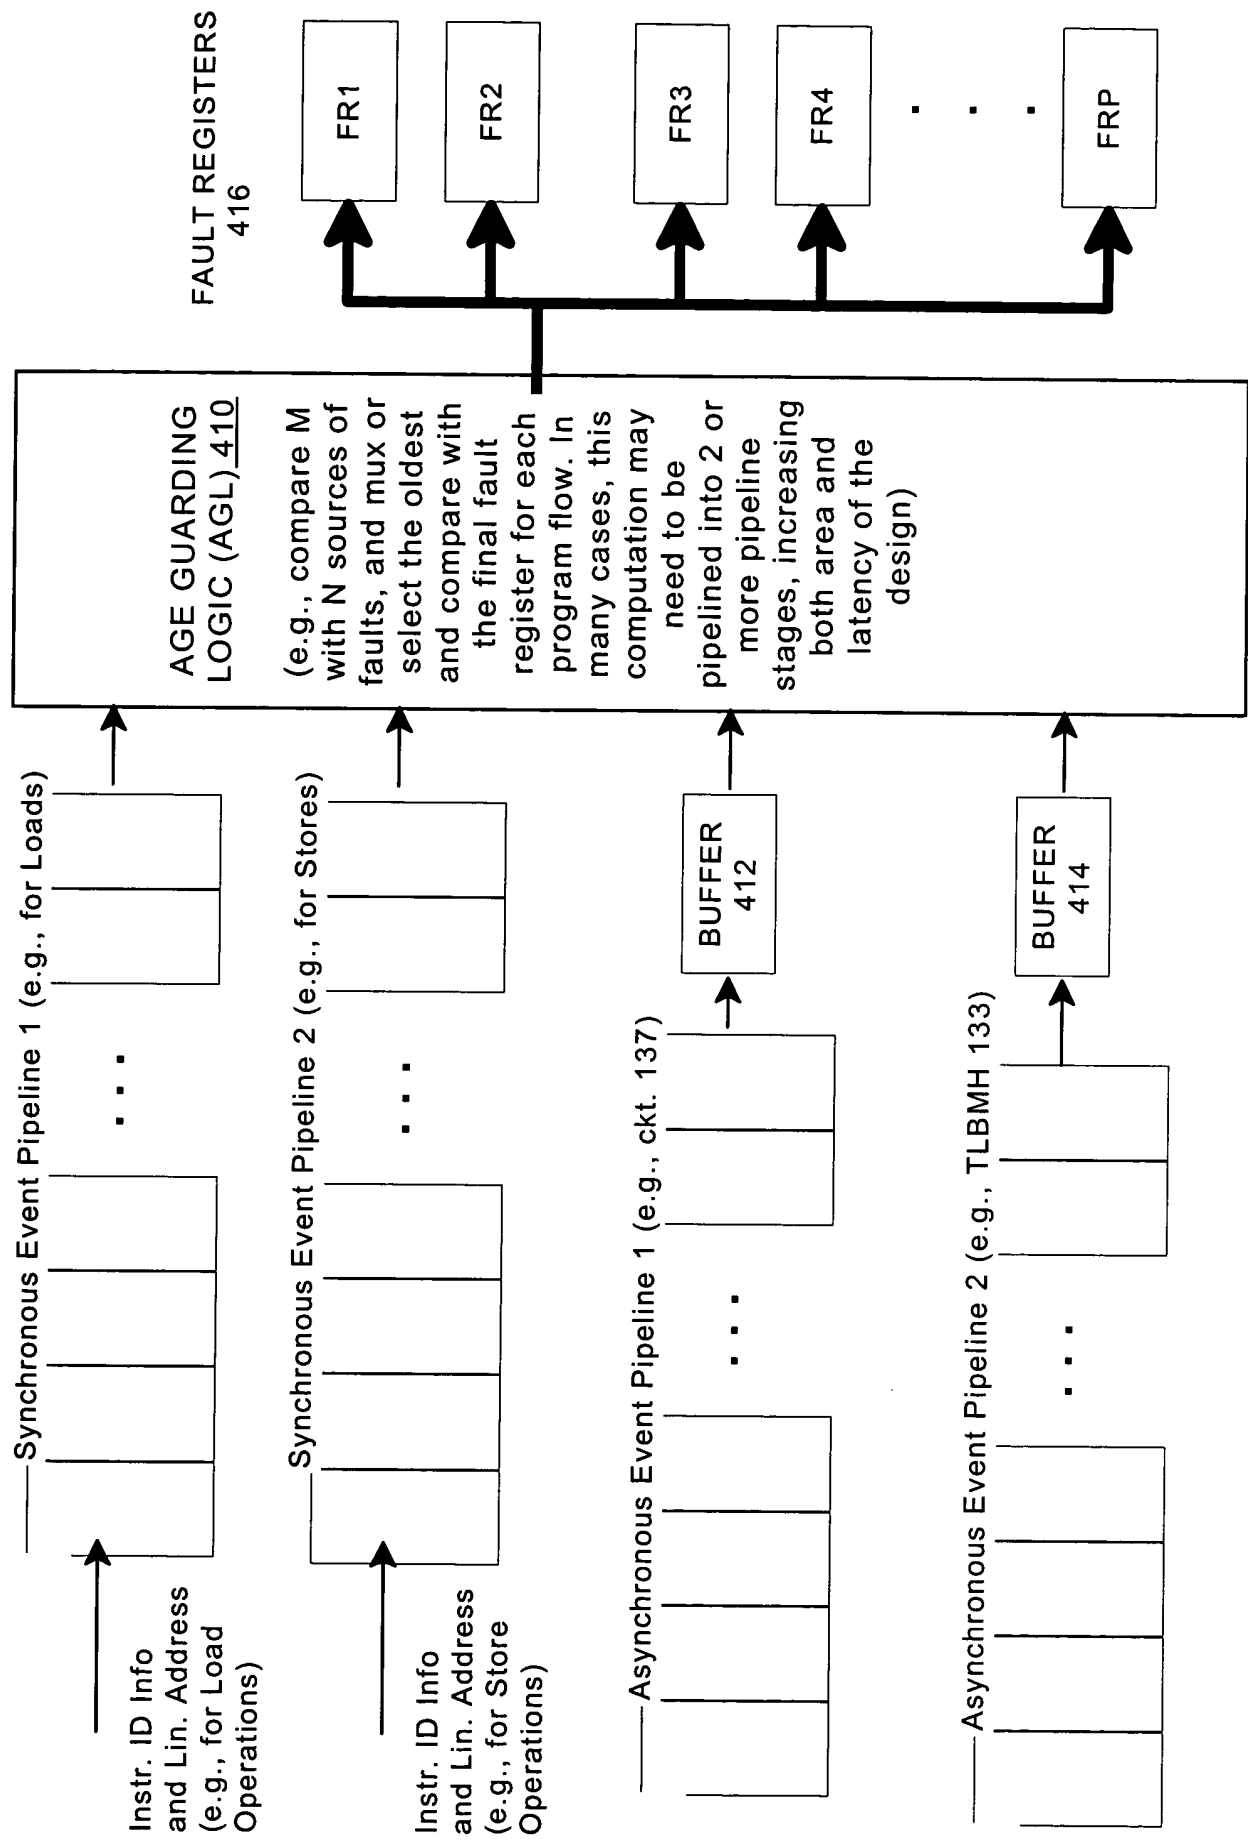 Instr. ID Info
and Lin. Address
(e.g., for Load
Operations)
Synchronous Event Pipeline 1 (e.g., for Loads)
Instr. ID Info
and Lin. Address
(e.g., for Store
Operations)
Synchronous Event Pipeline 2 (e.g., for Stores)
Asynchronous Event Pipeline 1 (e.g., ckt. 137)
BUFFER
412
Asynchronous Event Pipeline 2 (e.g., TLBMH 133)
BUFFER
414
AGE GUARDING
LOGIC (AGL) 410
(e.g., compare M
with N sources of
faults, and mux or
select the oldest
and compare with
the final fault
register for each
program flow. In
many cases, this
computation may
need to be
pipelined into 2 or
more pipeline
stages, increasing
both area and
latency of the
design)
FAULT REGISTERS
416
FR1
FR2
FR3
FR4
. . .
FRP